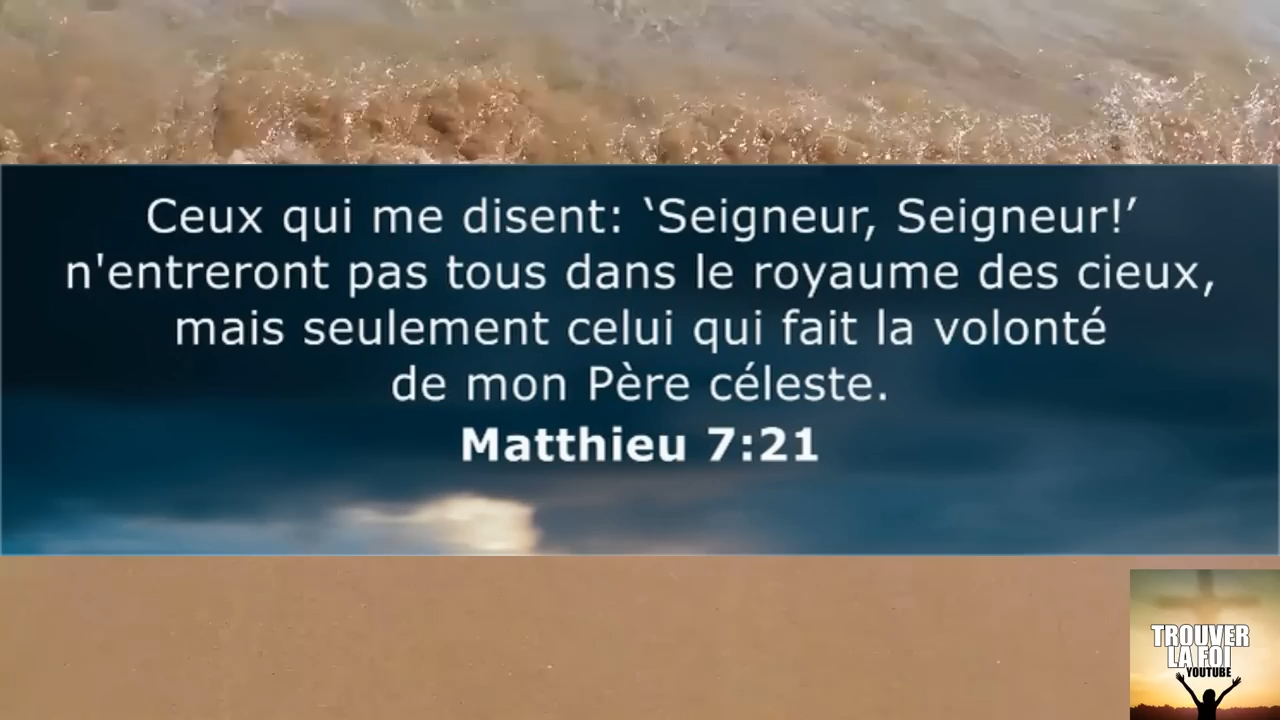 Ceux qui me disent: ‘Seigneur, Seigneur!’
n'entreront pas tous dans le royaume des cieux,
mais seulement celui qui fait la volonté
de mon Père céleste.
Matthieu 7:21
TROUVER
LA FOI
YOUTUBE